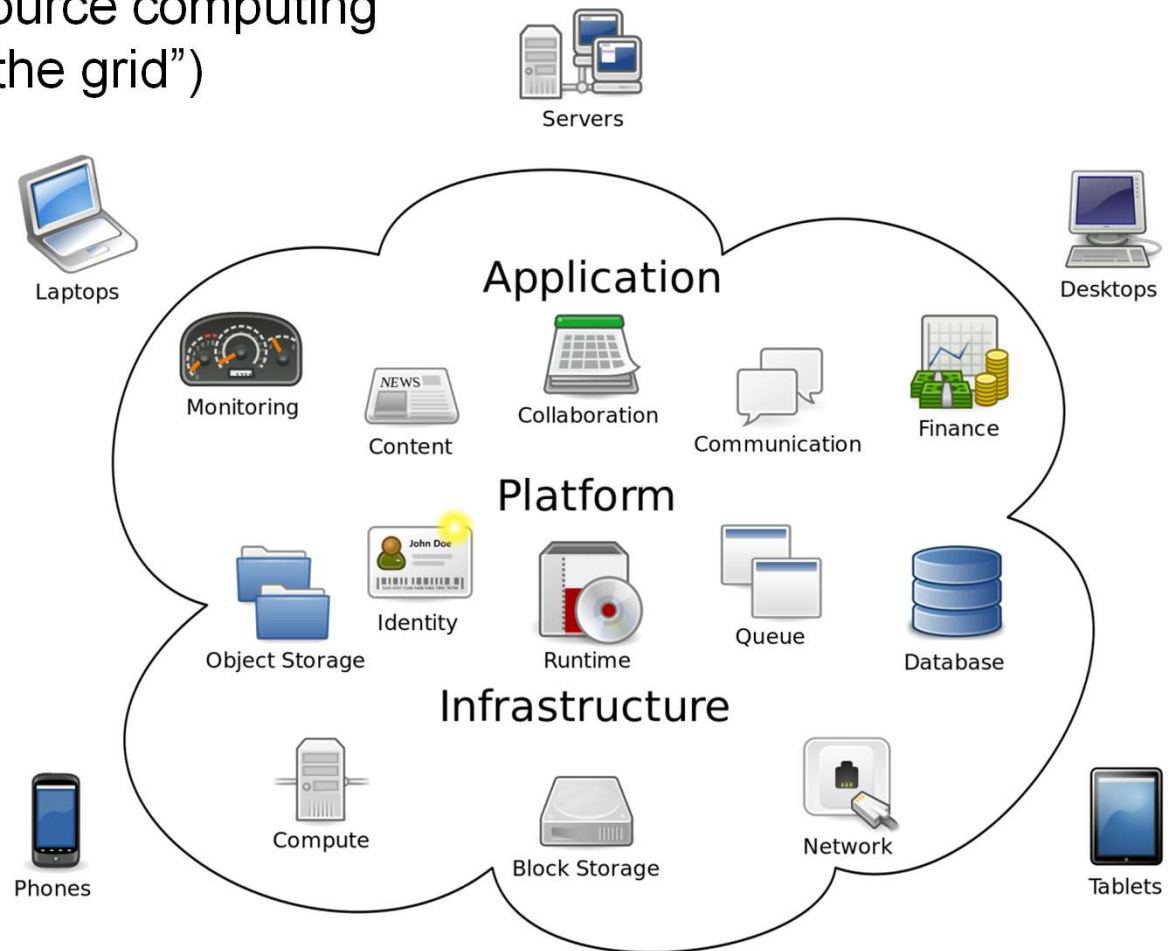 ource computing
the grid”)
Servers
Laptops
Desktops
Application
Monitoring
NEWS
Content
Collaboration
Communication
Finance
Platform
John Doe
Identity
Object Storage
Runtime
Queue
Database
Infrastructure
Compute
Block Storage
Network
Phones
Tablets